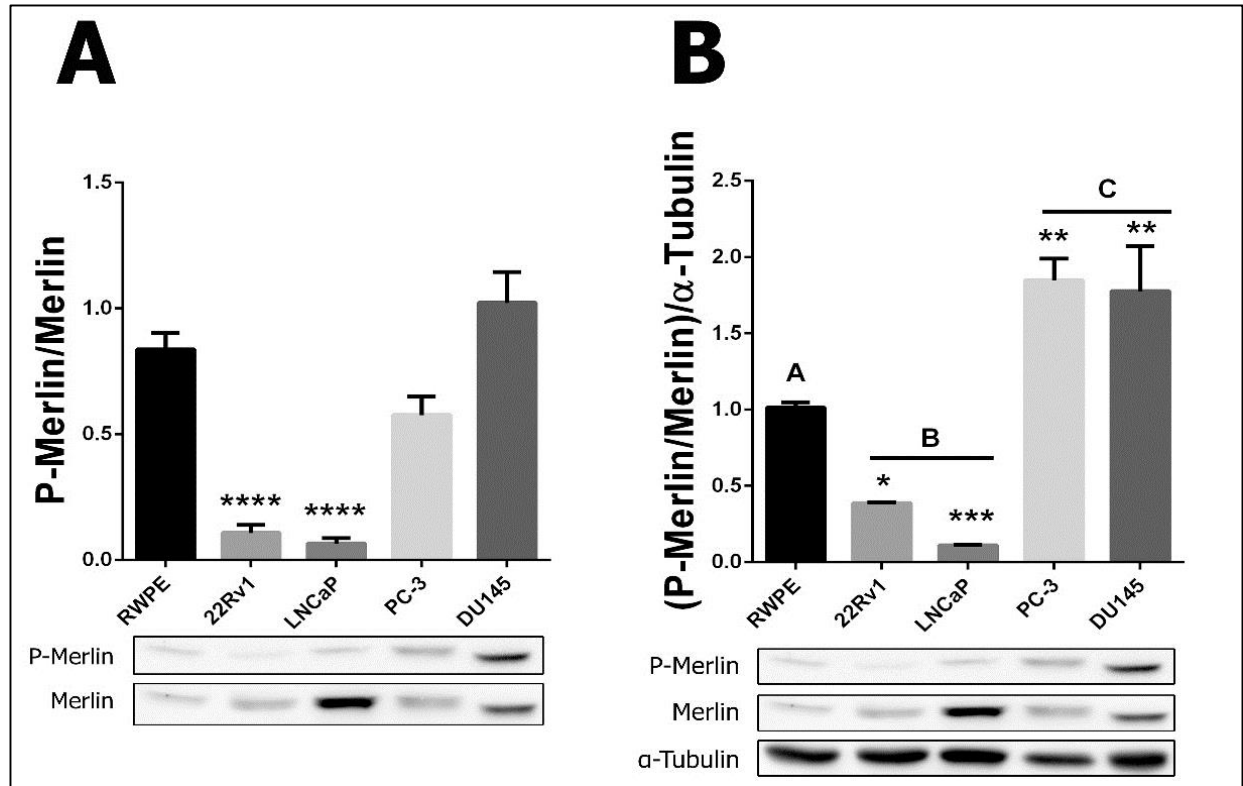 A
P-Merlin/Merlin
1.5
1.0
0.5
0.0
****
****
RWPE
22Rv1
LNCaP
PC-3
DU145
P-Merlin
Merlin
B
(P-Merlin/Merlin)/α-Tubulin
2.5
2.0
1.5
1.0
0.5
0.0
A
B
*
***
C
**
**
RWPE
22Rv1
LNCaP
PC-3
DU145
P-Merlin
Merlin
α-Tubulin